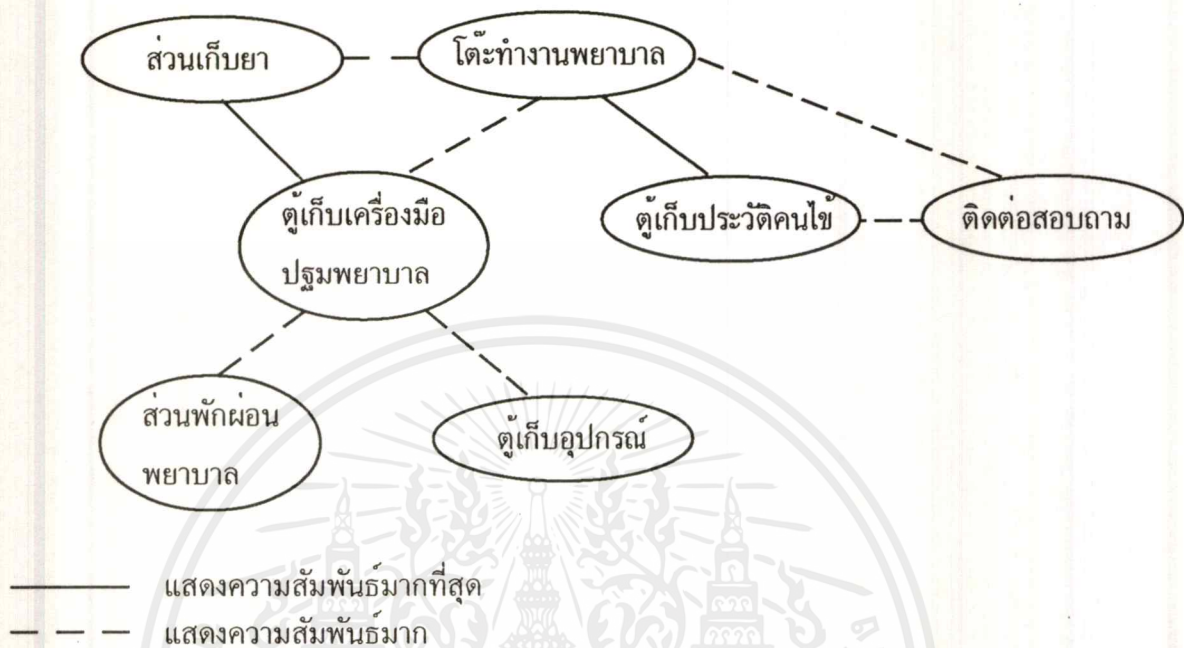 ส่วนเก็บยา
โต๊ะทำงานพยาบาล
ตู้เก็บเครื่องมือ
ปฐมพยาบาล
ตู้เก็บประวัติคนไข้
ติดต่อสอบถาม
ส่วนพักผ่อน
พยาบาล
ตู้เก็บอุปกรณ์
แสดงความสัมพันธ์มากที่สุด
แสดงความสัมพันธ์มาก